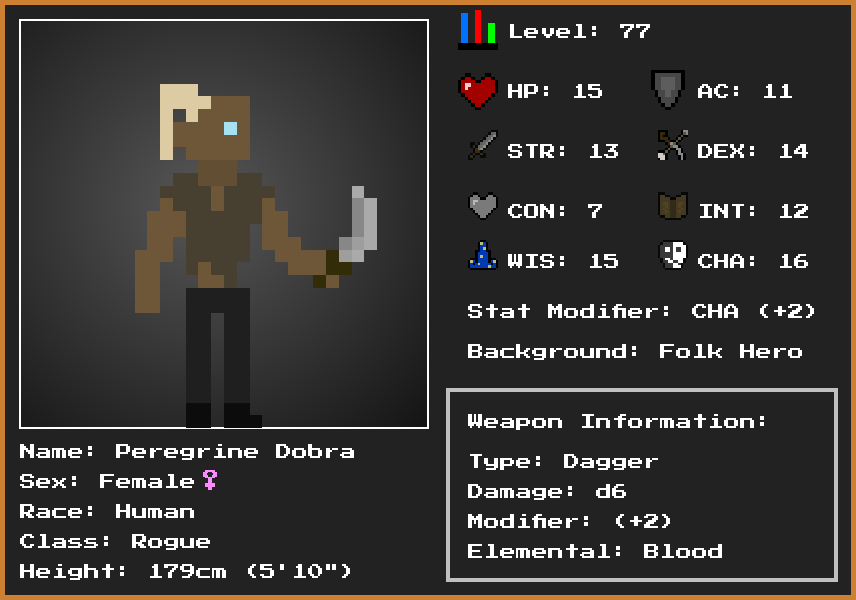 Level: 77
HP: 15 AC: 11
STR: 13 DEX: 14
CON: 7 INT: 12
WIS: 15 CHA: 16
Stat Modifier: CHA (+2)
Background: Folk Hero
Weapon Information:
Type: Dagger
Damage: d6
Modifier: (+2)
Elemental: Blood
Name: Peregrine Dobra
Sex: Female♀
Race: Human
Class: Rogue
Height: 179cm (5'10")